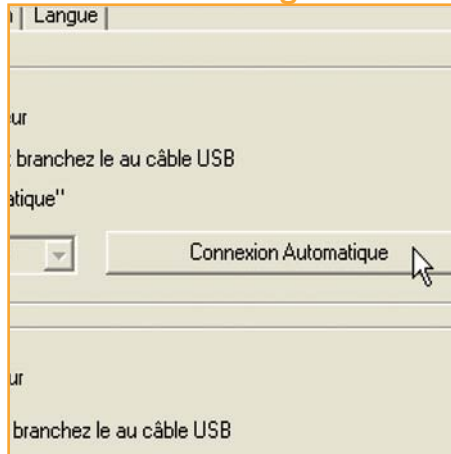 Langue
ur
branchez le au câble USB
atique"
Connexion Automatique
ur
branchez le au câble USB